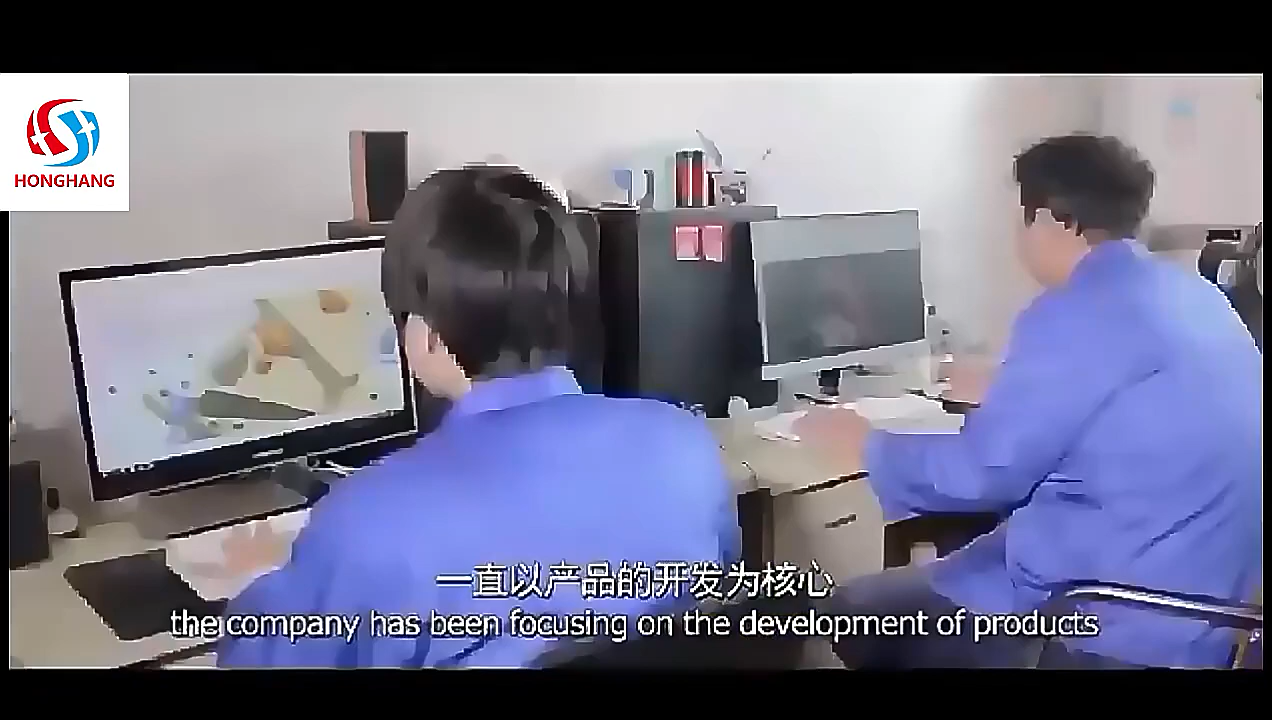 HONGHANG
一直以产品的开发为核心
the company has been focusing on the development of products